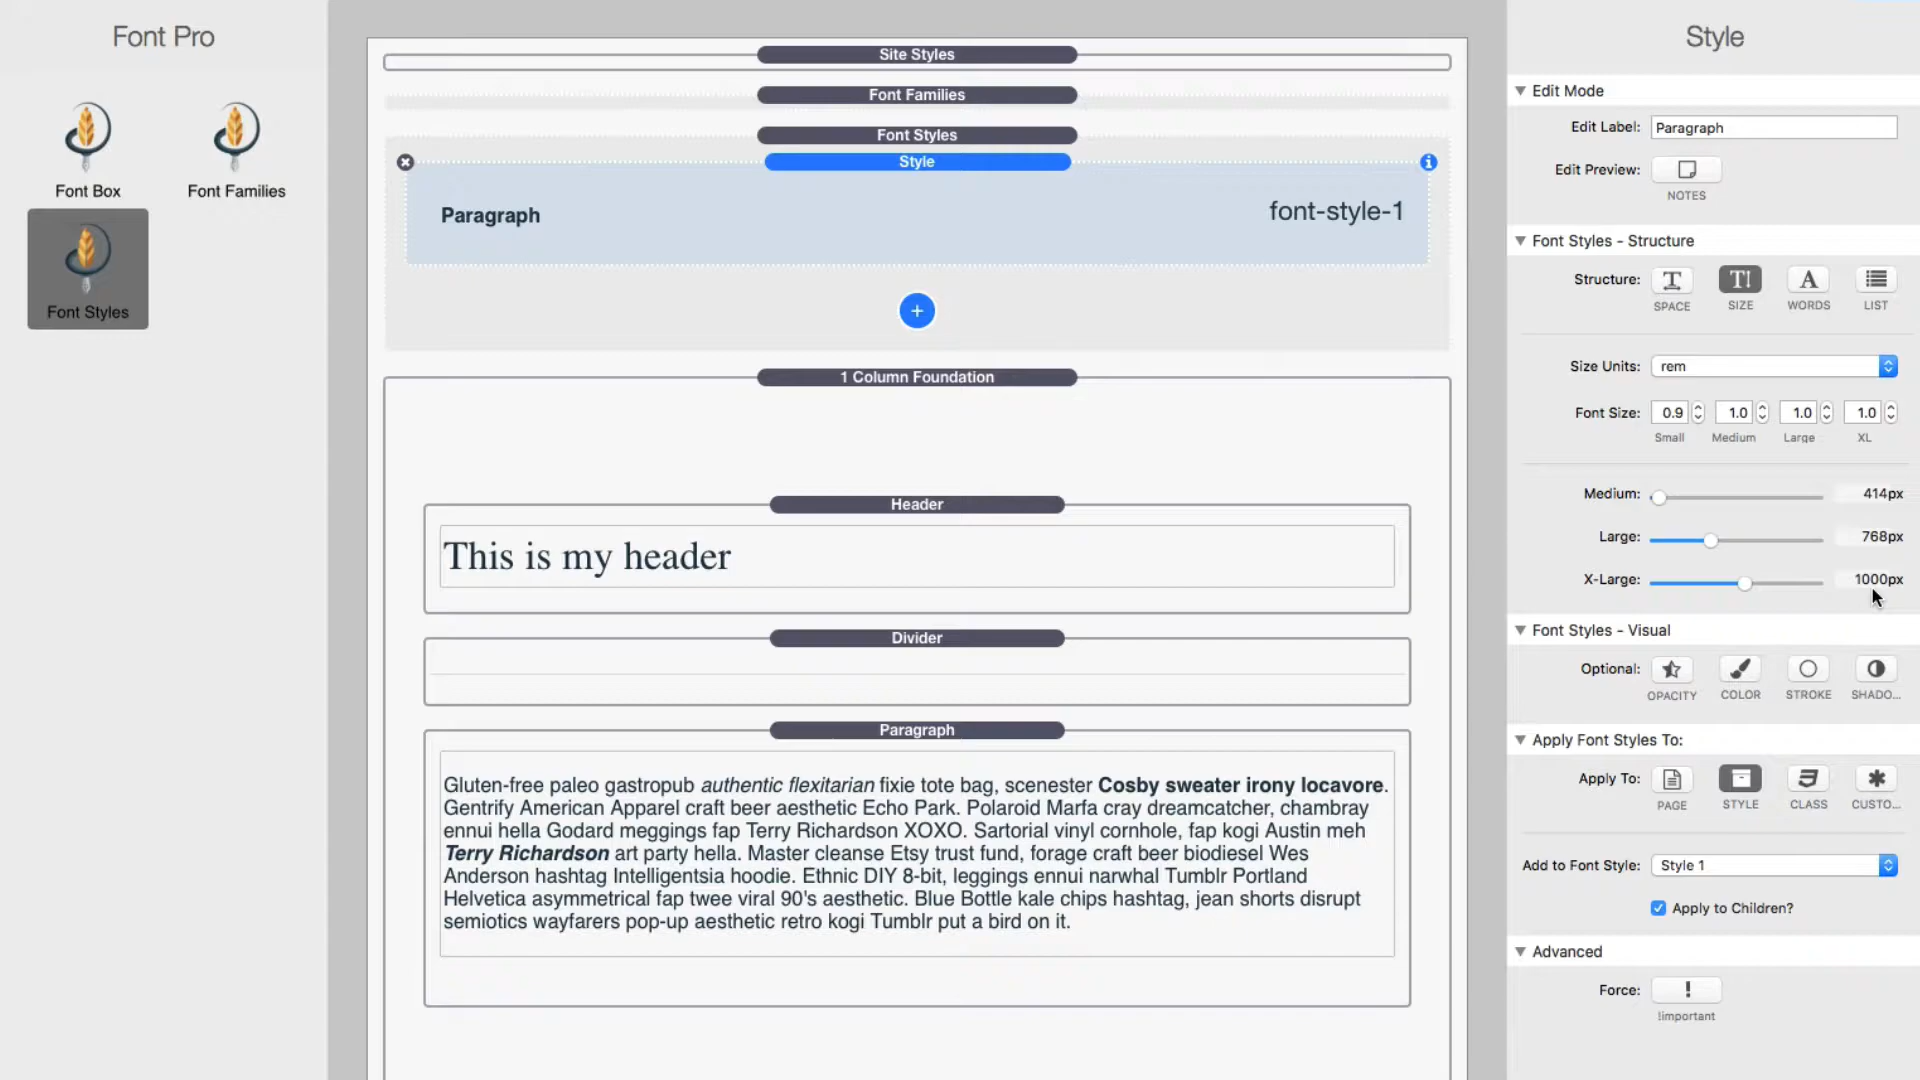 Font Pro
Font Box
Font Families
Font Styles
Site Styles
Font Families
Font Styles
Style
Paragraph
font-style-1
1 Column Foundation
Header
This is my header
Divider
Paragraph
Gluten-free paleo gastropub authentic flexitarian fixie tote bag, scenester Cosby sweater irony locavore.
Gentrify American Apparel craft beer aesthetic Echo Park. Polaroid Marfa cray dreamcatcher, chambray
ennui hella Godard meggings fap Terry Richardson XOXO. Sartorial vinyl cornhole, fap kogi Austin meh
Terry Richardson art party hella. Master cleanse Etsy trust fund, forage craft beer biodiesel Wes
Anderson hashtag Intelligentsia hoodie. Ethnic DIY 8-bit, leggings ennui narwhal Tumblr Portland
Helvetica asymmetrical fap twee viral 90's aesthetic. Blue Bottle kale chips hashtag, jean shorts disrupt
semiotics wayfarers pop-up aesthetic retro kogi Tumblr put a bird on it.
Style
Edit Mode
Edit Label: Paragraph
Edit Preview:
NOTES
Font Styles - Structure
Structure:
SPACE SIZE WORDS LIST
Size Units: rem
Font Size: 0.9 1.0 1.0 1.0
Small Medium Large XL
Medium: 414px
Large: 768px
X-Large: 1000px
Font Styles - Visual
Optional:
OPACITY COLOR STROKE SHADO...
Apply Font Styles To:
Apply To:
PAGE STYLE CLASS CUSTO...
Add to Font Style: Style 1
Apply to Children?
Advanced
Force: !
!important